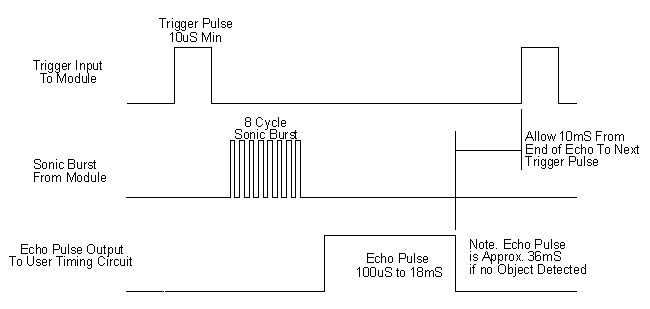 Trigger Pulse
10uS Min
Trigger Input
To Module
8 Cycle
Sonic Burst
Allow 10mS From
End of Echo To Next
Trigger Pulse
Sonic Burst
From Module
Echo Pulse Output
To User Timing Circuit
Echo Pulse
100uS to 18mS
Note. Echo Pulse
is Approx. 36mS
if no Object Detected